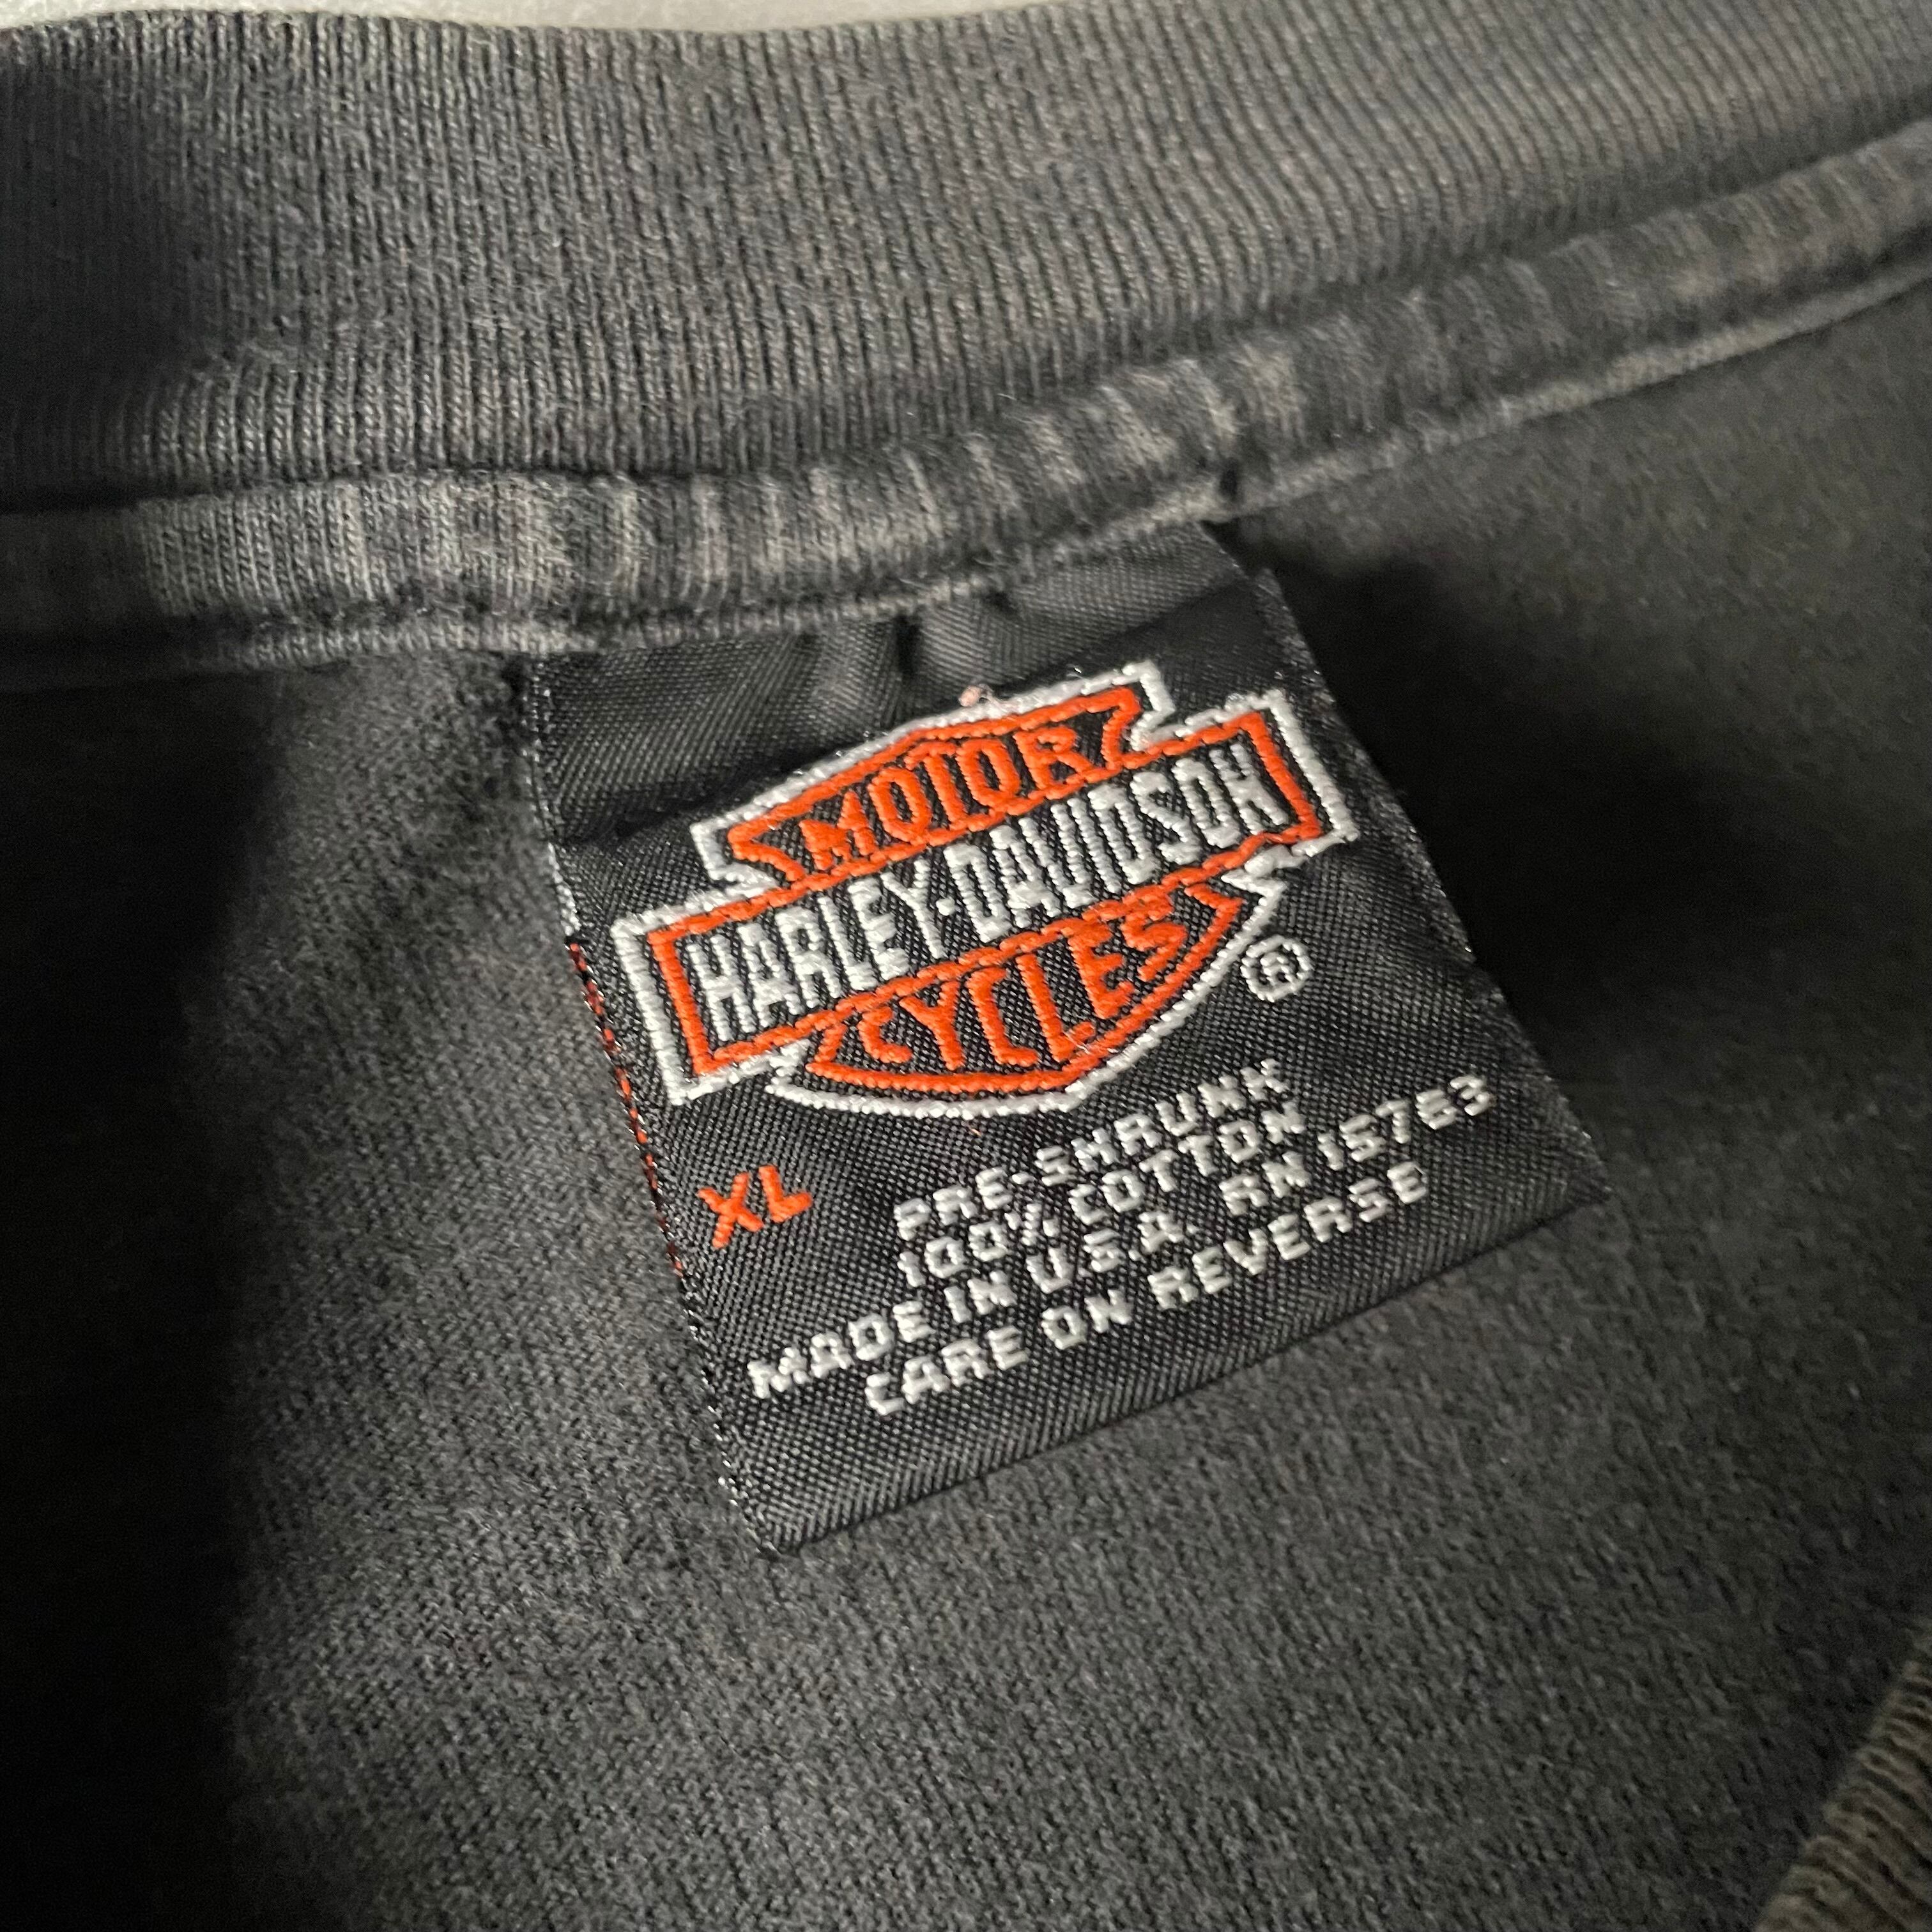 MOTOR
HARLEY-DAVIDSON
CYCLES
®
XL
PRE-SHRUNK
100% COTTON
MADE IN U.S.A. RN 15763
CARE ON REVERSE